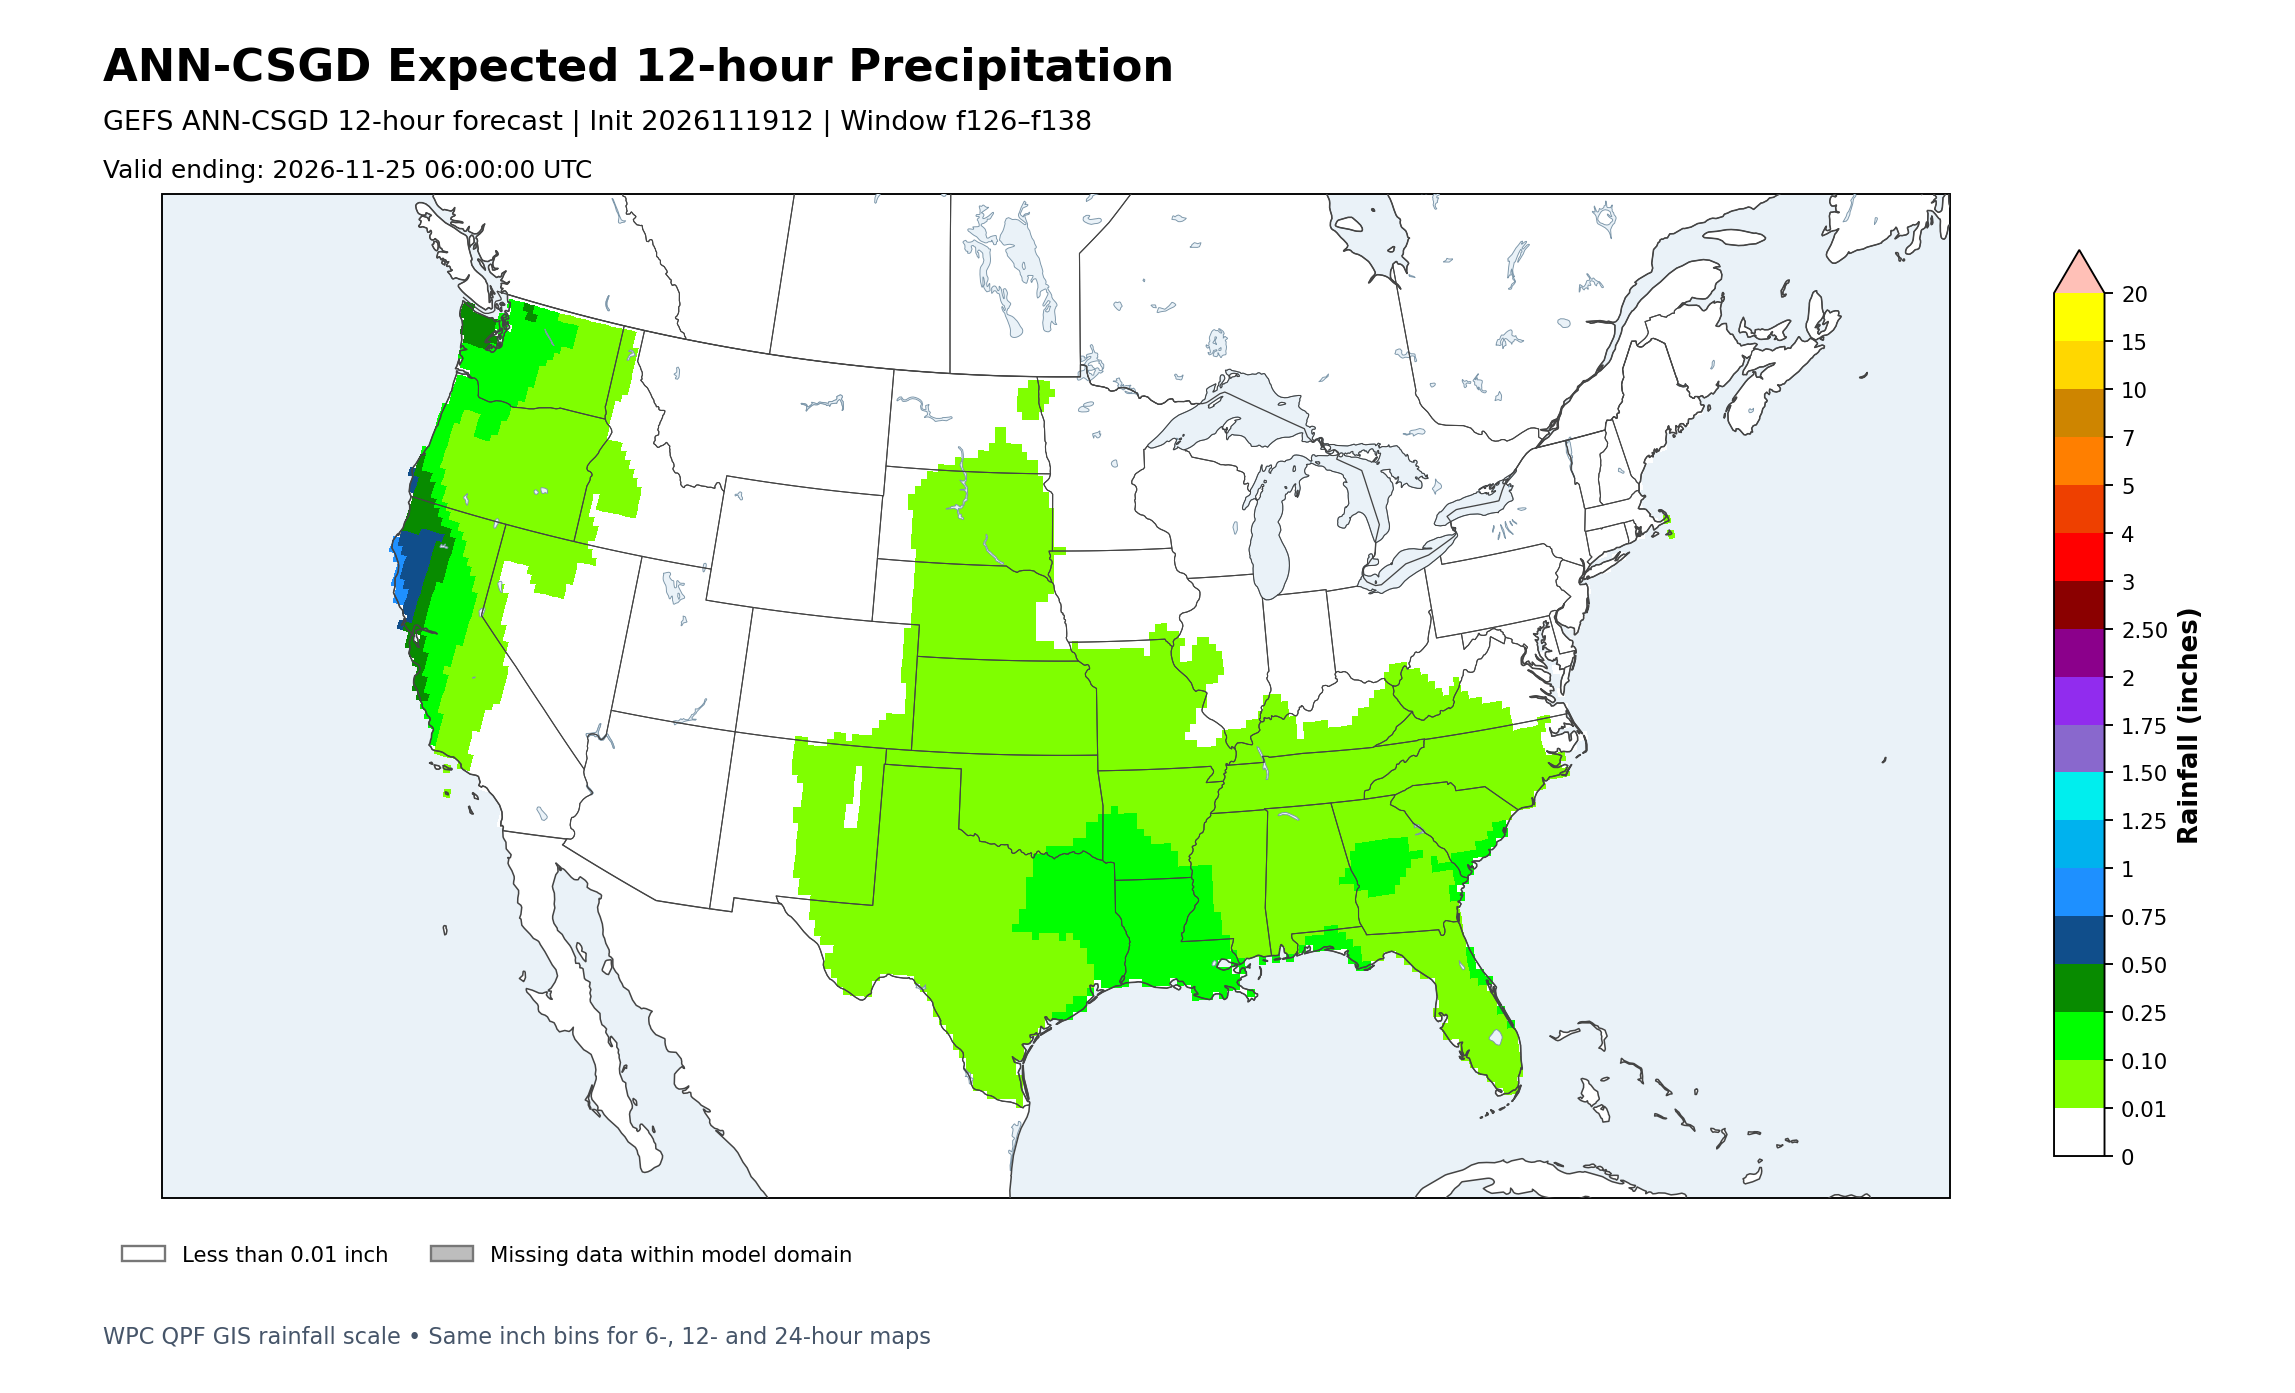 ANN-CSGD Expected 12-hour Precipitation
GEFS ANN-CSGD 12-hour forecast | Init 2026111912 | Window f126–f138
Valid ending: 2026-11-25 06:00:00 UTC
20
15
10
7
5
4
3
2.50
2
1.75
1.50
1.25
1
0.75
0.50
0.25
0.10
0.01
0
Rainfall (inches)
Less than 0.01 inch
Missing data within model domain
WPC QPF GIS rainfall scale • Same inch bins for 6-, 12- and 24-hour maps